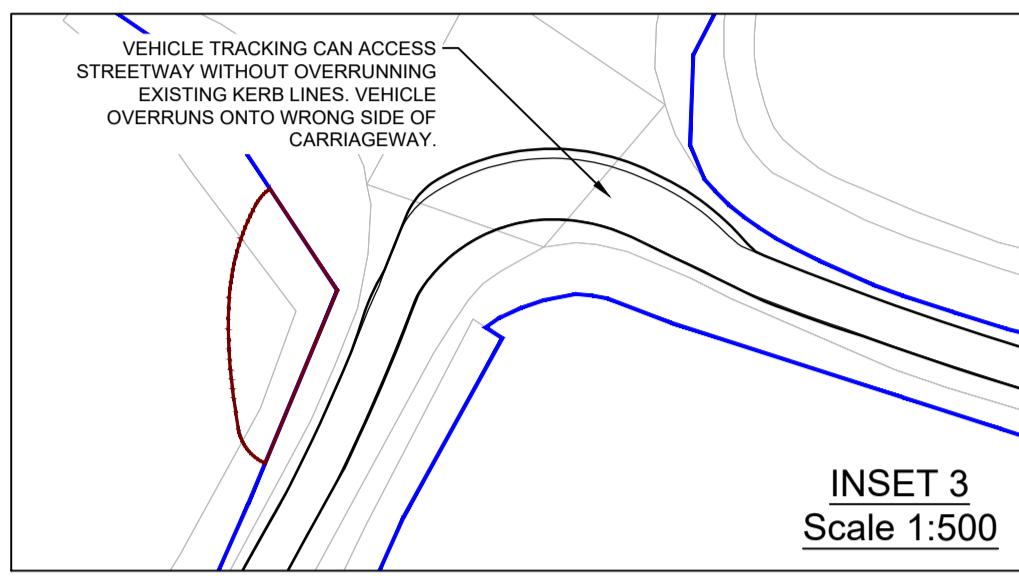 VEHICLE TRACKING CAN ACCESS
STREETWAY WITHOUT OVERRUNNING
EXISTING KERB LINES. VEHICLE
OVERRUNS ONTO WRONG SIDE OF
CARRIAGEWAY.
INSET 3
Scale 1:500